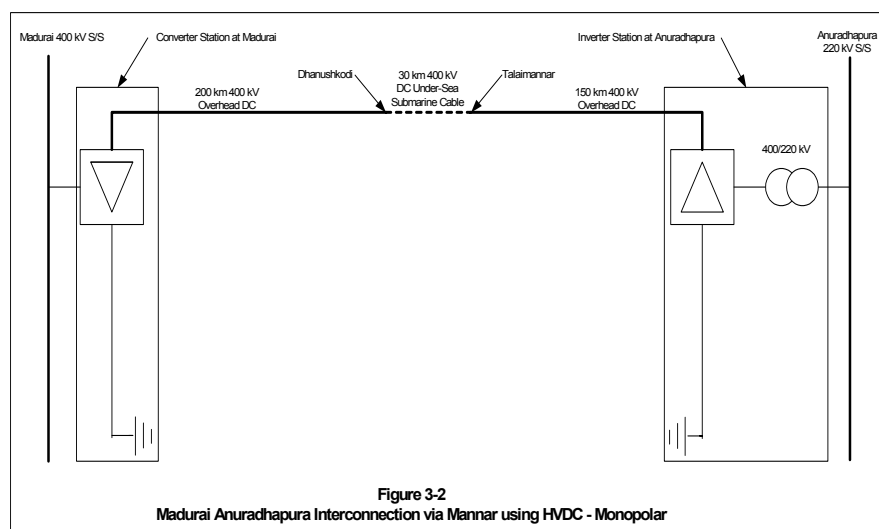 Madurai 400 kV S/S
Converter Station at Madurai
Inverter Station at Anuradhapura
Anuradhapura
220 kV S/S
Dhanushkodi
30 km 400 kV
DC Under-Sea
Submarine Cable
Talaimannar
200 km 400 kV
Overhead DC
150 km 400 kV
Overhead DC
400/220 kV
Figure 3-2
Madurai Anuradhapura Interconnection via Mannar using HVDC - Monopolar